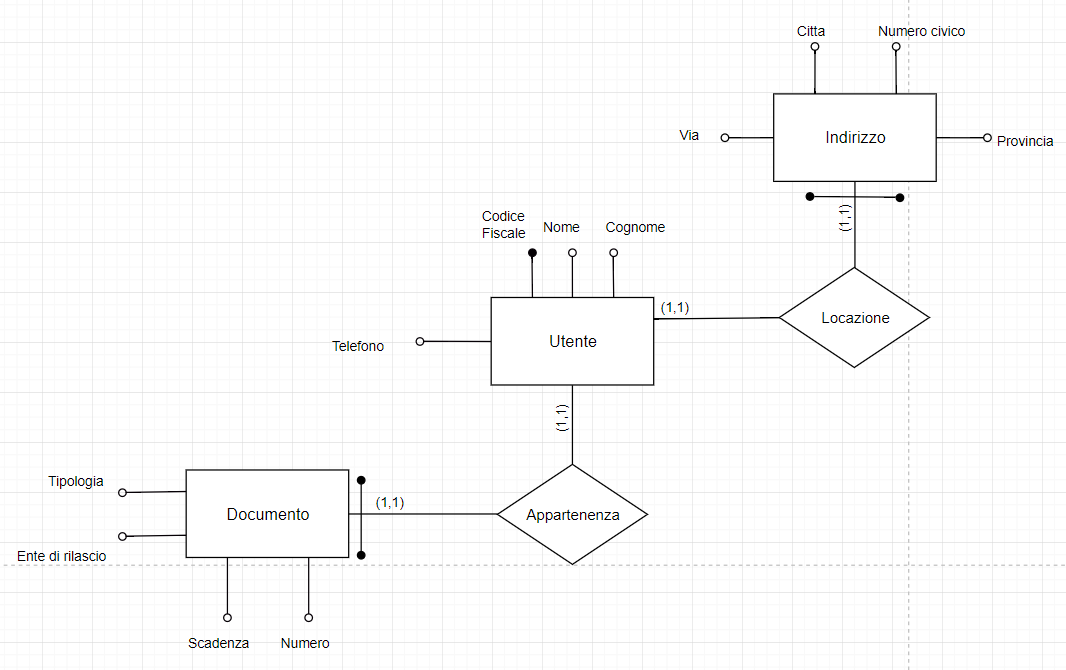 Citta
Numero civico
Via
Indirizzo
Provincia
(1,1)
Codice
Fiscale
Nome
Cognome
(1,1)
Locazione
Telefono
Utente
(1,1)
Tipologia
(1,1)
Documento
Appartenenza
Ente di rilascio
Scadenza
Numero